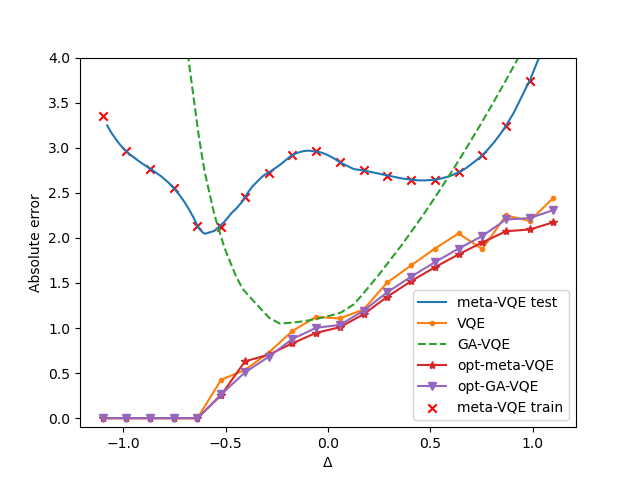 4.0
3.5
3.0
2.5
2.0
1.5
1.0
0.5
0.0
Absolute error
−1.0 −0.5 0.0 0.5 1.0
Δ
meta-VQE test
VQE
GA-VQE
opt-meta-VQE
opt-GA-VQE
meta-VQE train